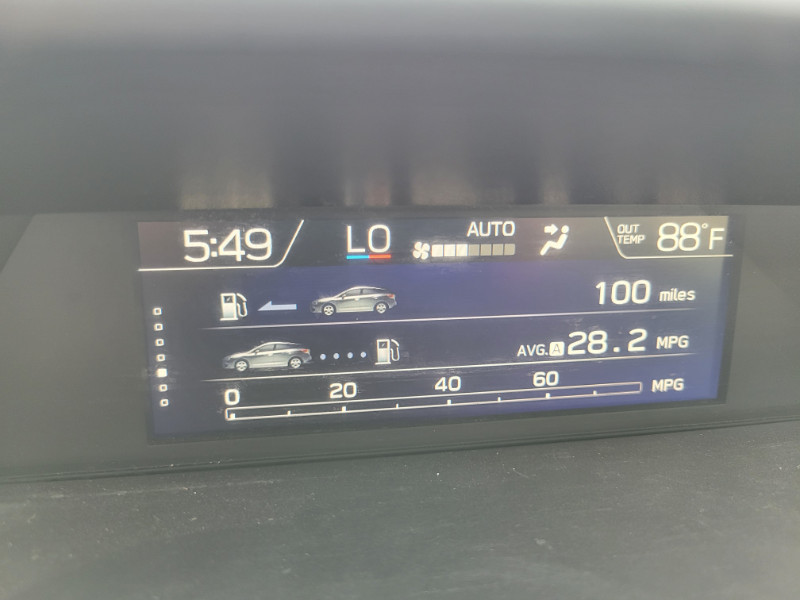 5:49 LO AUTO OUT TEMP 88°F
100 miles
AVG. A 28.2 MPG
0 20 40 60 MPG